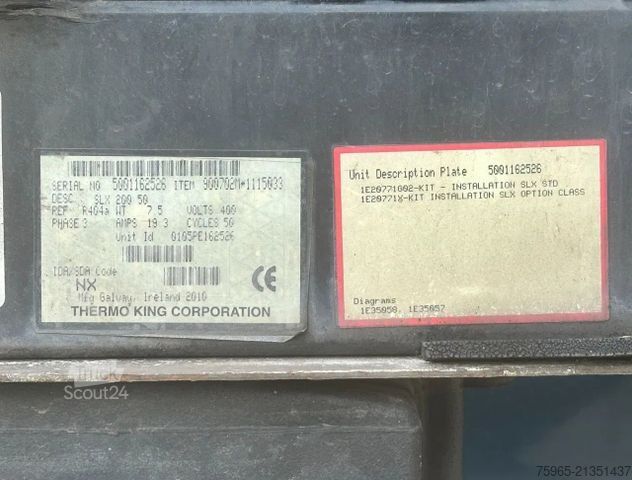 SERIAL NO 5001162526 ITEM 900702M*1115033
DESC SLX 200 50
REF R404a WT 7.5 VOLTS 400
PHASE 3 AMPS 19.3 CYCLES 50
Unit Id 0105PE162526
IDA/SDA Code
NX
Mfg Galway, Ireland 2010
CE
THERMO KING CORPORATION
Unit Description Plate 5001162526
1E20771G02-KIT - INSTALLATION SLX STD
1E20771X-KIT INSTALLATION SLX OPTION CLASS
Diagrams
1E35058, 1E35057
Truck
Scout24
75965-21351437